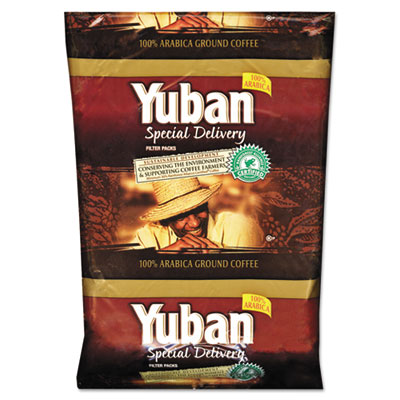 100% ARABICA GROUND COFFEE
100%
ARABICA
Yuban
Special Delivery
FILTER PACKS
SUSTAINABLE DEVELOPMENT
CONSERVING THE ENVIRONMENT
& SUPPORTING COFFEE FARMERS
CERTIFIED
100% ARABICA GROUND COFFEE
100%
ARABICA
Yuban
Special Delivery
FILTER PACKS